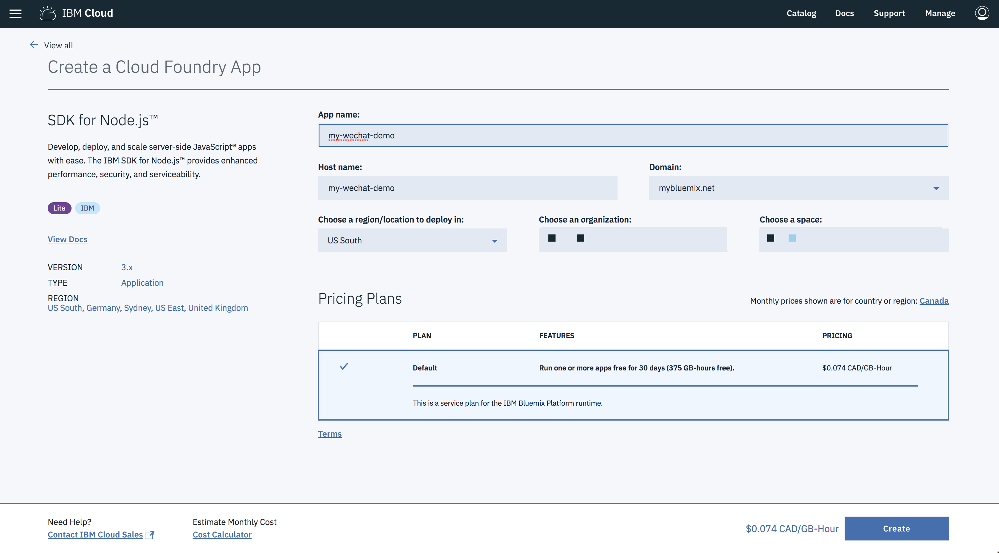 IBM Cloud
Catalog Docs Support Manage
View all
Create a Cloud Foundry App
SDK for Node.js™
Develop, deploy, and scale server-side JavaScript® apps
with ease. The IBM SDK for Node.js™ provides enhanced
performance, security, and serviceability.
Lite IBM
View Docs
VERSION 3.x
TYPE Application
REGION
US South, Germany, Sydney, US East, United Kingdom
App name:
my-wechat-demo
Host name: Domain:
my-wechat-demo mybluemix.net
Choose a region/location to deploy in: Choose an organization: Choose a space:
US South
Pricing Plans
Monthly prices shown are for country or region: Canada
PLAN FEATURES PRICING
Default Run one or more apps free for 30 days (375 GB-hours free). $0.074 CAD/GB-Hour
This is a service plan for the IBM Bluemix Platform runtime.
Terms
Need Help? Estimate Monthly Cost
Contact IBM Cloud Sales Cost Calculator
$0.074 CAD/GB-Hour Create